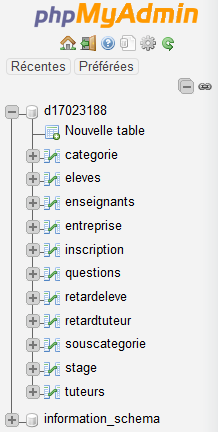 phpMyAdmin
Récentes Préférées
d17023188
Nouvelle table
categorie
eleves
enseignants
entreprise
inscription
questions
retardeleve
retardtuteur
souscategorie
stage
tuteurs
information_schema